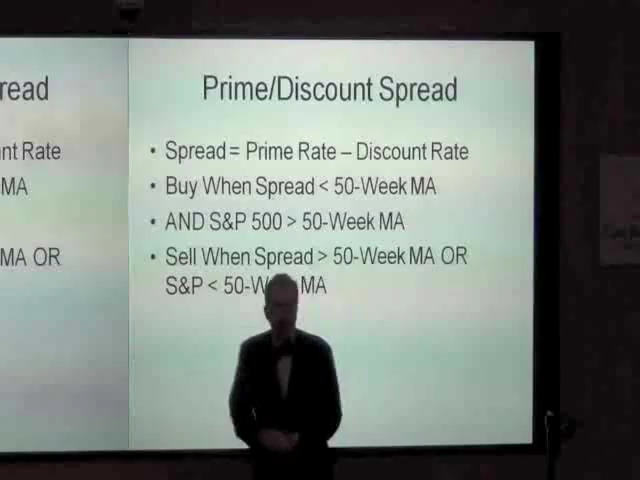 read
nt Rate
MA
MA OR
Prime/Discount Spread
• Spread = Prime Rate – Discount Rate
• Buy When Spread < 50-Week MA
• AND S&P 500 > 50-Week MA
• Sell When Spread > 50-Week MA OR
S&P < 50-W MA